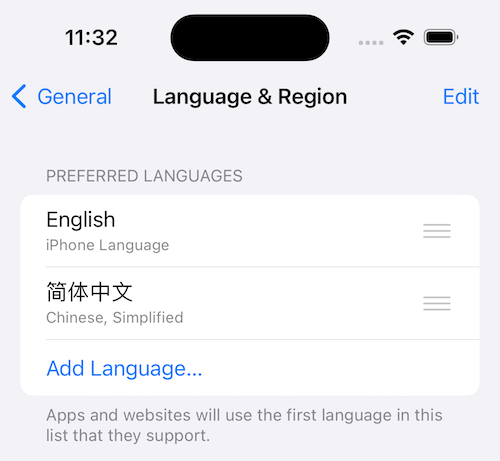 11:32
General
Language & Region
Edit
PREFERRED LANGUAGES
English
iPhone Language
简体中文
Chinese, Simplified
Add Language...
Apps and websites will use the first language in this
list that they support.